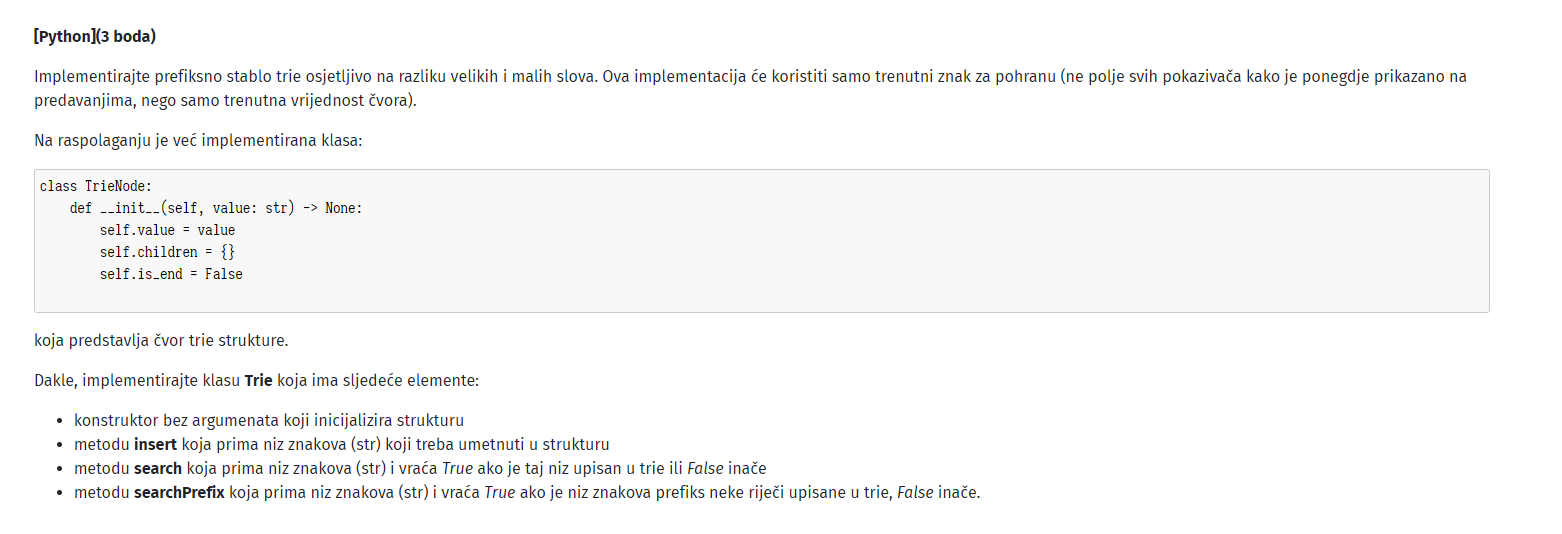 [Python](3 boda)
Implementirajte prefiksno stablo trie osjetljivo na razliku velikih i malih slova. Ova implementacija će koristiti samo trenutni znak za pohranu (ne polje svih pokazivača kako je ponegdje prikazano na
predavanjima, nego samo trenutna vrijednost čvora).
Na raspolaganju je već implementirana klasa:
class TrieNode:
    def __init__(self, value: str) -> None:
        self.value = value
        self.children = {}
        self.is_end = False
koja predstavlja čvor trie strukture.
Dakle, implementirajte klasu Trie koja ima sljedeće elemente:
• konstruktor bez argumenata koji inicijalizira strukturu
• metodu insert koja prima niz znakova (str) koji treba umetnuti u strukturu
• metodu search koja prima niz znakova (str) i vraća True ako je taj niz upisan u trie ili False inače
• metodu searchPrefix koja prima niz znakova (str) i vraća True ako je niz znakova prefiks neke riječi upisane u trie, False inače.